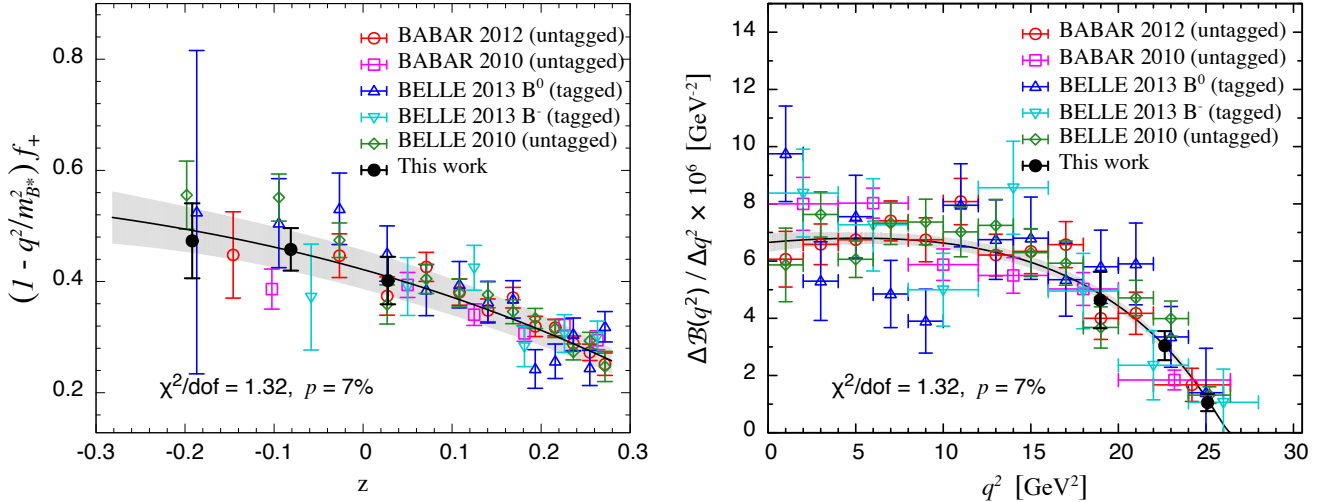 0.8
0.6
0.4
0.2
(1 - q²/m²_B*) f₊
BABAR 2012 (untagged)
BABAR 2010 (untagged)
BELLE 2013 B⁰ (tagged)
BELLE 2013 B⁻ (tagged)
BELLE 2010 (untagged)
This work
χ²/dof = 1.32, p = 7%
-0.3 -0.2 -0.1 0 0.1 0.2 0.3
z
14
12
10
8
6
4
2
0
Δℬ(q²) / Δq² × 10⁶ [GeV⁻²]
BABAR 2012 (untagged)
BABAR 2010 (untagged)
BELLE 2013 B⁰ (tagged)
BELLE 2013 B⁻ (tagged)
BELLE 2010 (untagged)
This work
χ²/dof = 1.32, p = 7%
0 5 10 15 20 25 30
q² [GeV²]